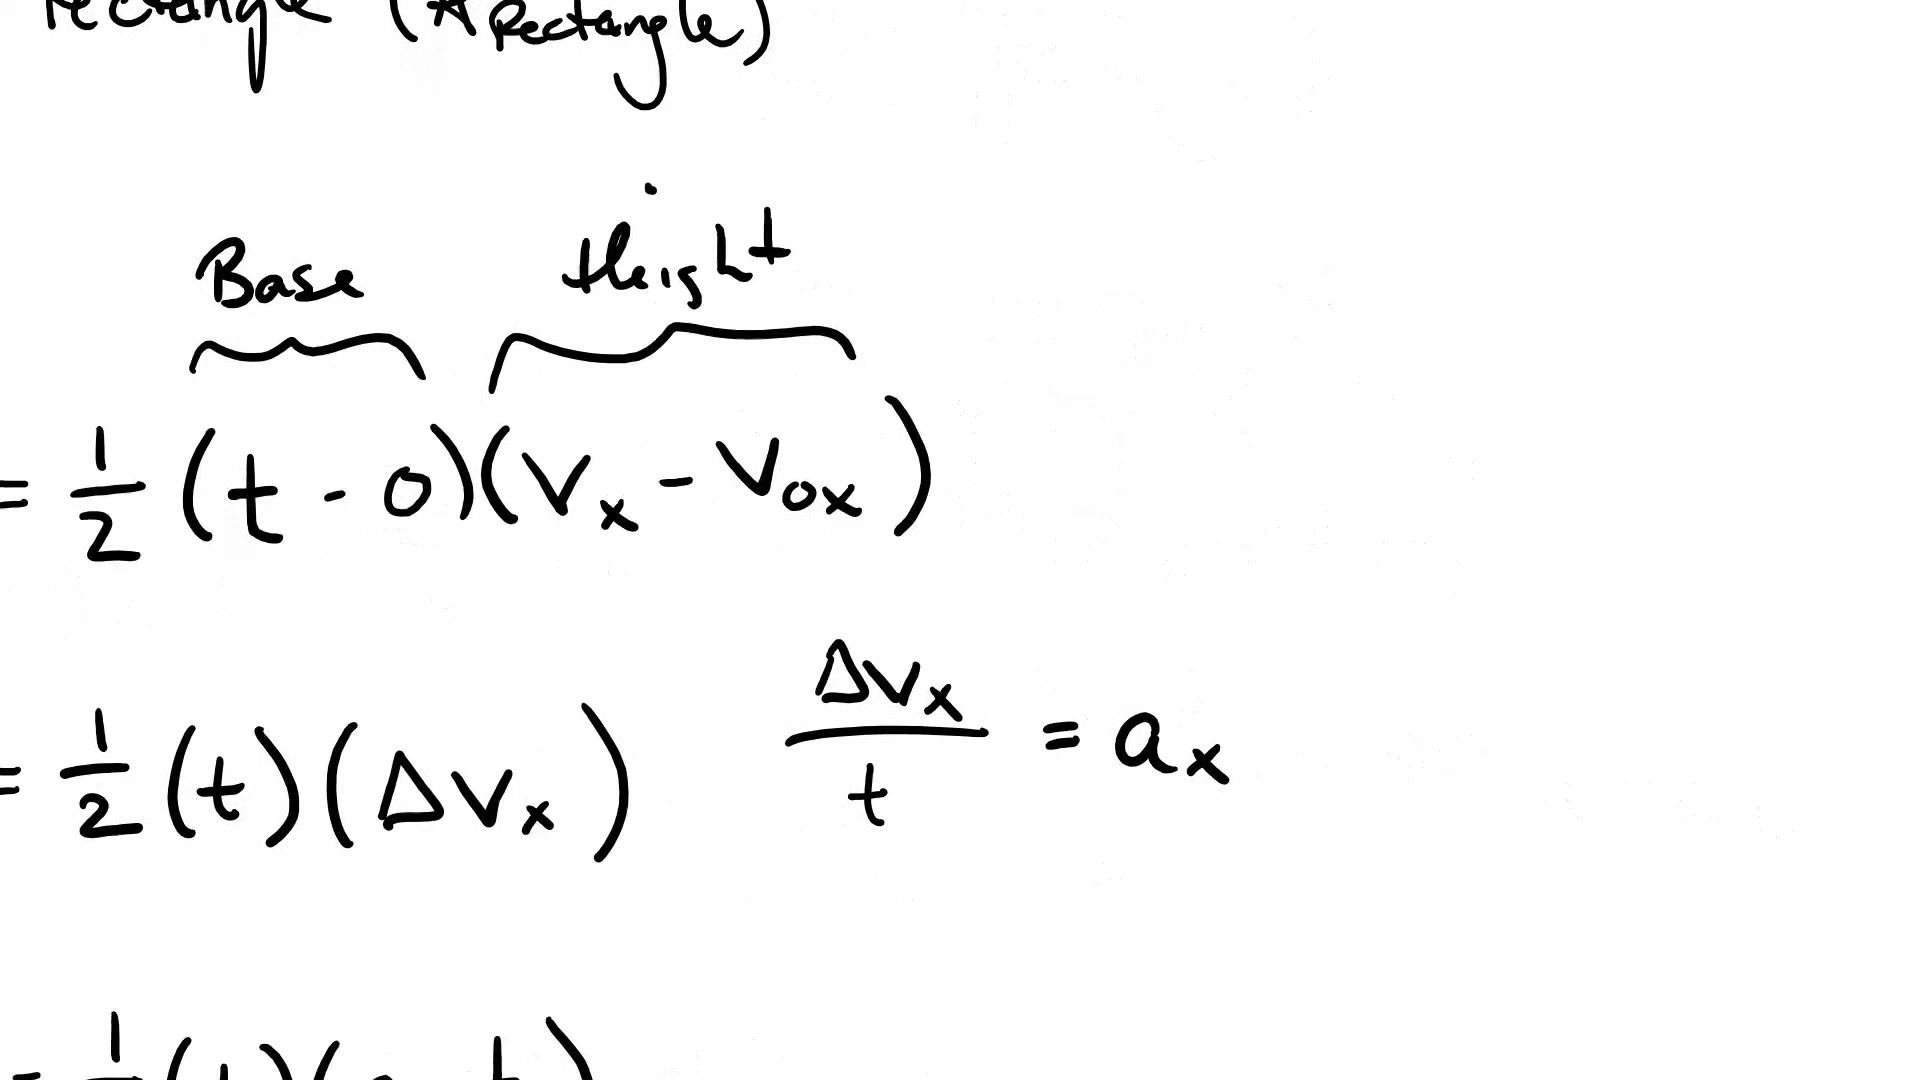 rectangle (A Rectangle)
Base Height
= 1/2 (t - 0)(Vx - Vox)
= 1/2 (t)(ΔVx) ΔVx/t = ax